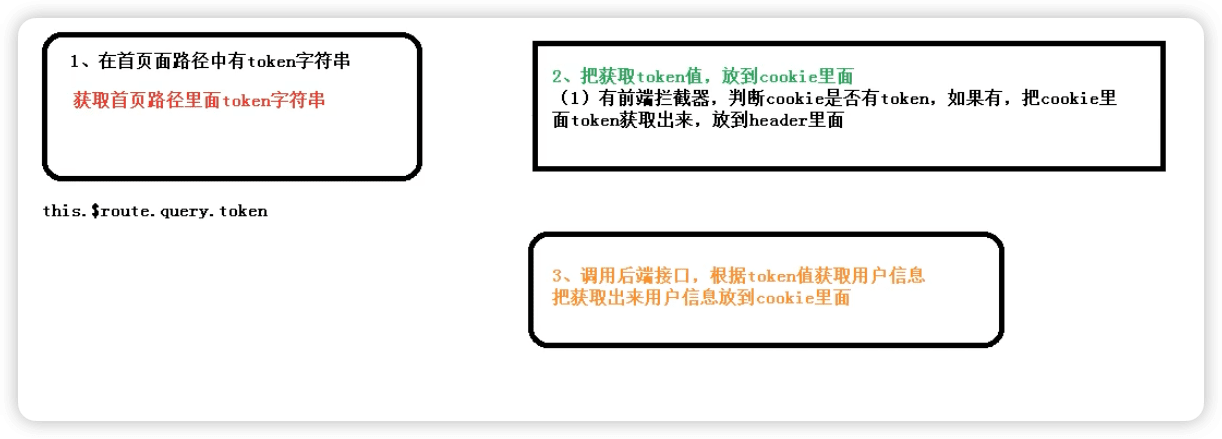 1、在首页面路径中有token字符串
获取首页路径里面token字符串
this.$route.query.token
2、把获取token值，放到cookie里面
（1）有前端拦截器，判断cookie是否有token，如果有，把cookie里
面token获取出来，放到header里面
3、调用后端接口，根据token值获取用户信息
把获取出来用户信息放到cookie里面